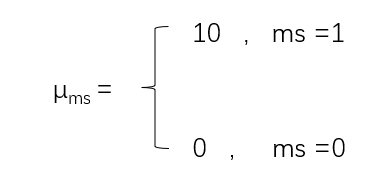 10 , ms =1
μms =
0 , ms =0